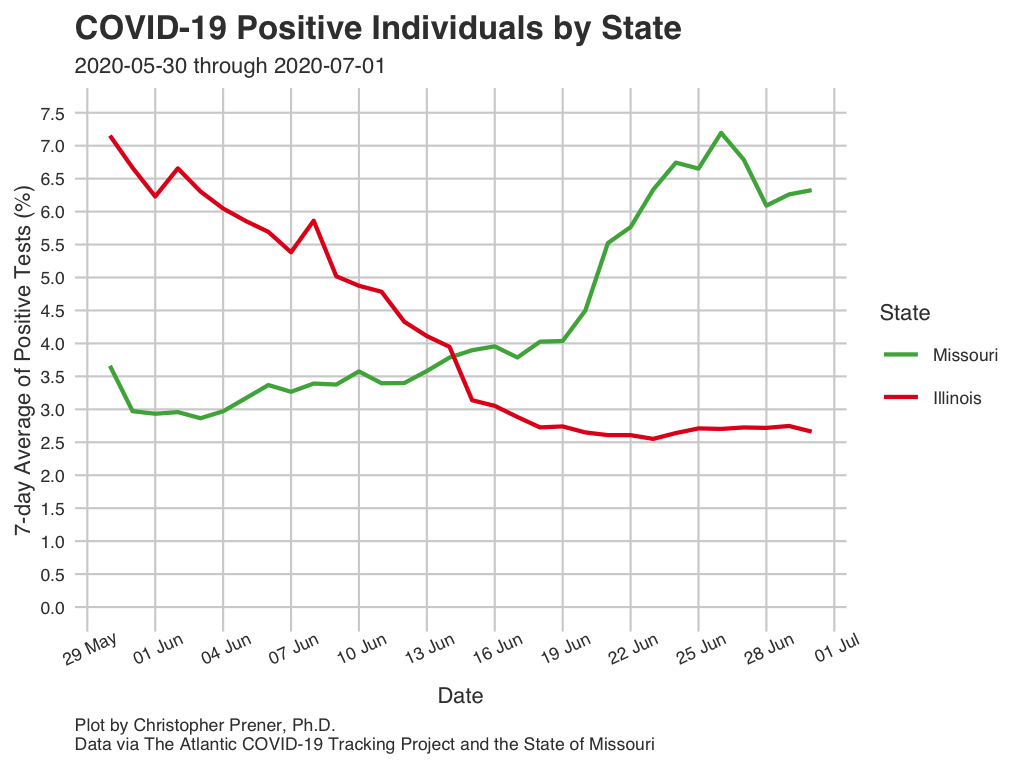 COVID-19 Positive Individuals by State
2020-05-30 through 2020-07-01
7-day Average of Positive Tests (%)
7.5
7.0
6.5
6.0
5.5
5.0
4.5
4.0
3.5
3.0
2.5
2.0
1.5
1.0
0.5
0.0
29 May 01 Jun 04 Jun 07 Jun 10 Jun 13 Jun 16 Jun 19 Jun 22 Jun 25 Jun 28 Jun 01 Jul
Date
State
Missouri
Illinois
Plot by Christopher Prener, Ph.D.
Data via The Atlantic COVID-19 Tracking Project and the State of Missouri